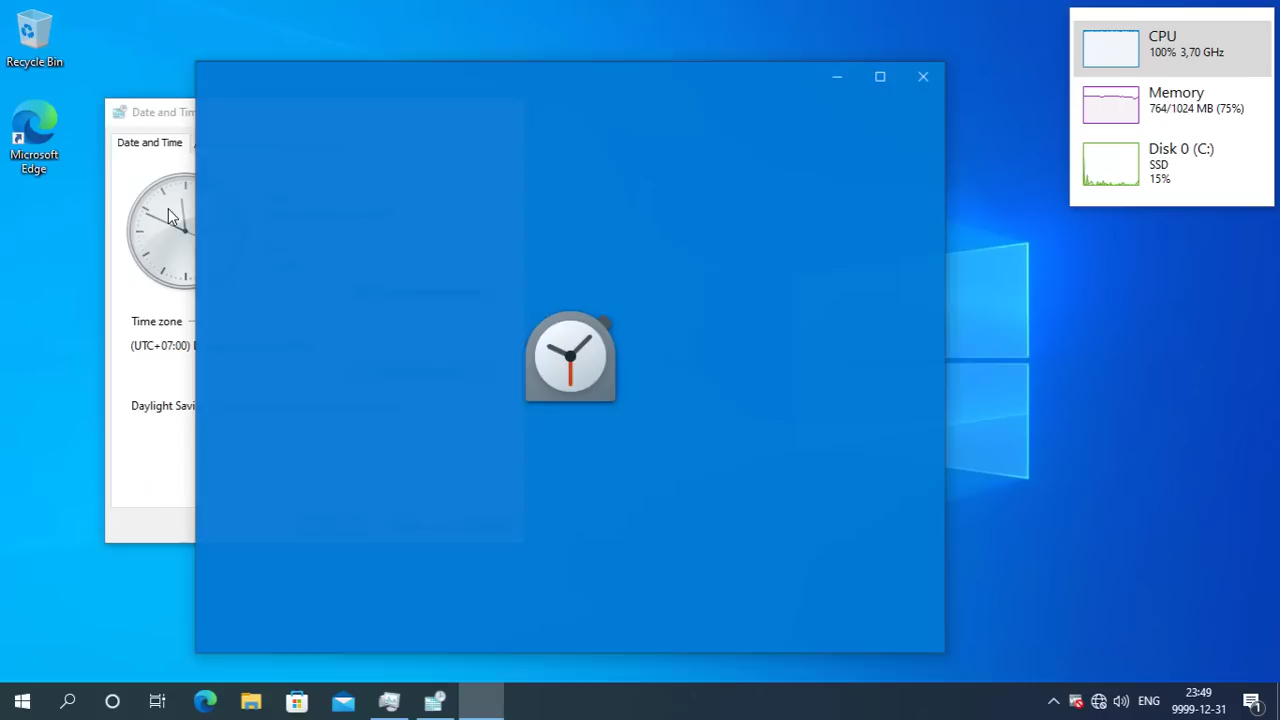 Recycle Bin
Microsoft
Edge
Date and Tim
Date and Time
Time zone
(UTC+07:00)
Daylight Savi
CPU
100% 3,70 GHz
Memory
764/1024 MB (75%)
Disk 0 (C:)
SSD
15%
ENG
23:49
9999-12-31
1